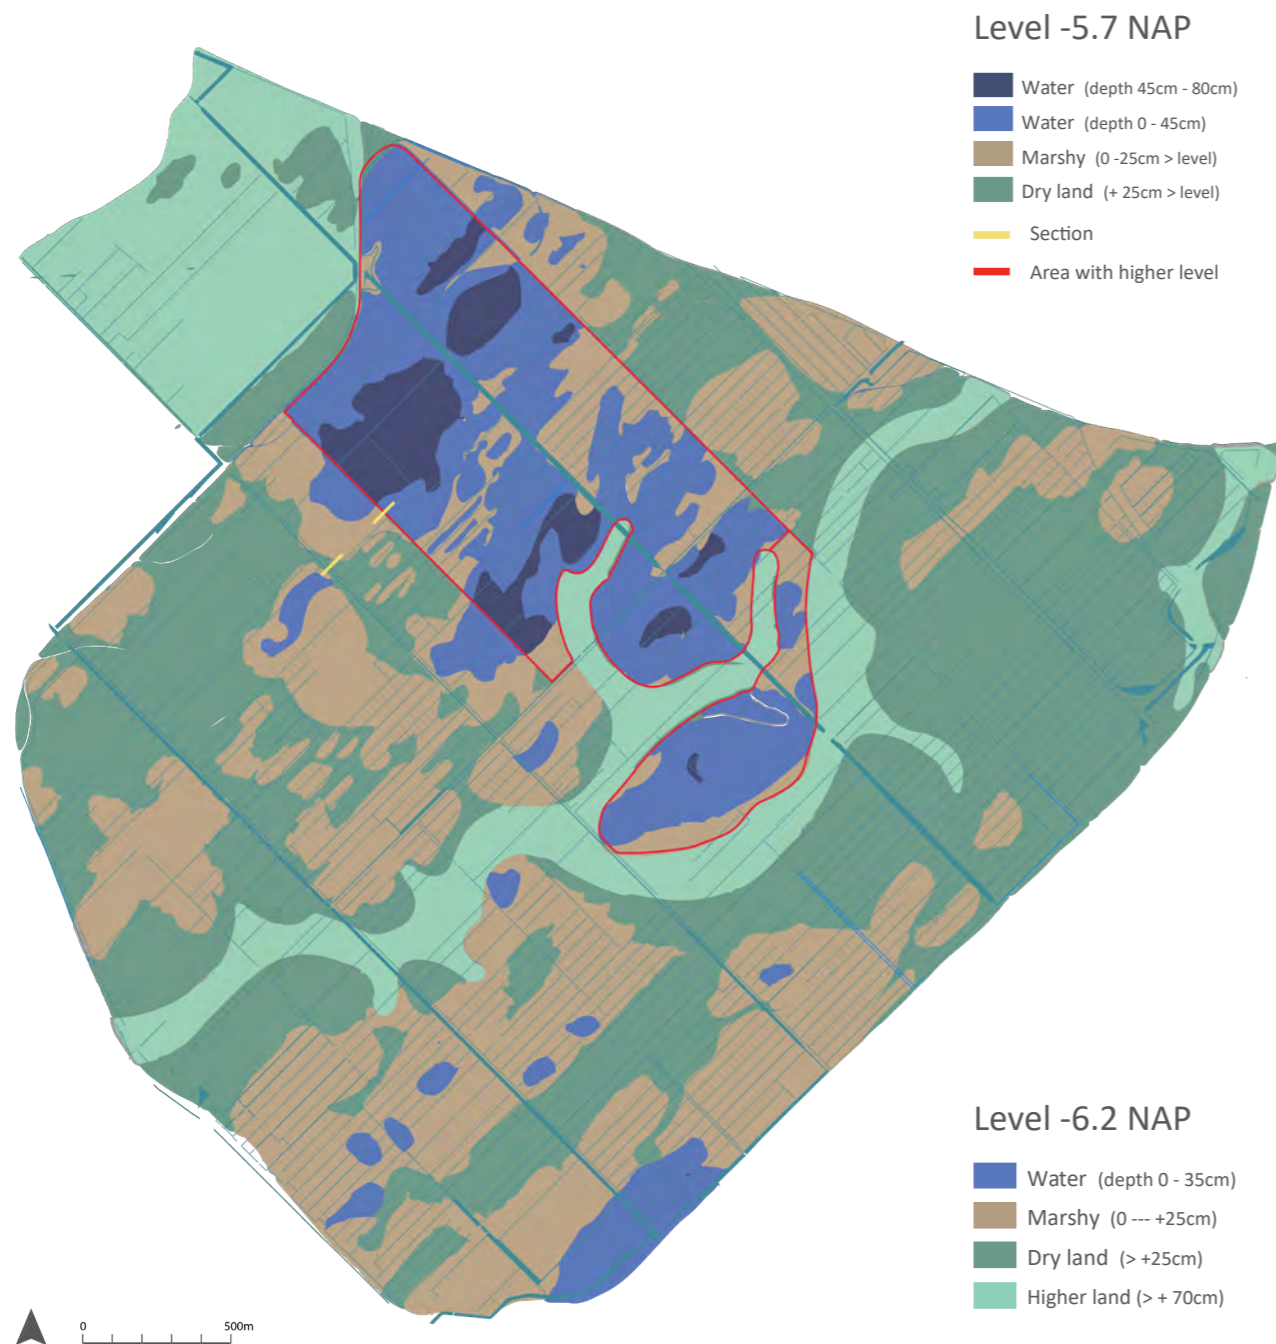 Level -5.7 NAP
Water (depth 45cm - 80cm)
Water (depth 0 - 45cm)
Marshy (0 -25cm > level)
Dry land (+ 25cm > level)
Section
Area with higher level
Level -6.2 NAP
Water (depth 0 - 35cm)
Marshy (0 --- +25cm)
Dry land (> +25cm)
Higher land (> + 70cm)
0 500m